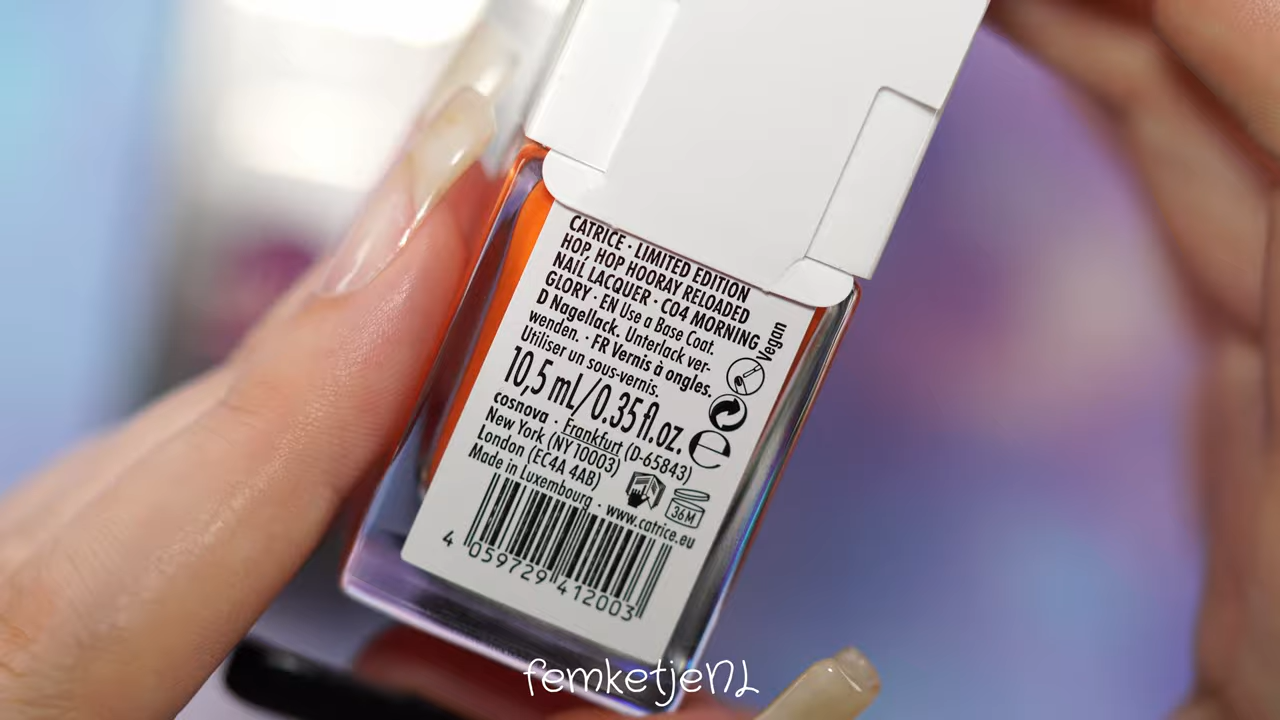 CATRICE · LIMITED EDITION
HOP, HOP HOORAY RELOADED
NAIL LACQUER · C04 MORNING
GLORY · EN Use a Base Coat.
D Nagellack. Unterlack ver-
wenden. · FR Vernis à ongles.
Utiliser un sous-vernis.
Vegan
10,5 mL/0.35 fl.oz.
cosnova · Frankfurt (D-65843)
New York (NY 10003)
London (EC4A 4AB)
Made in Luxembourg · www.catrice.eu
36M
4 059729 412003
femketjeNL